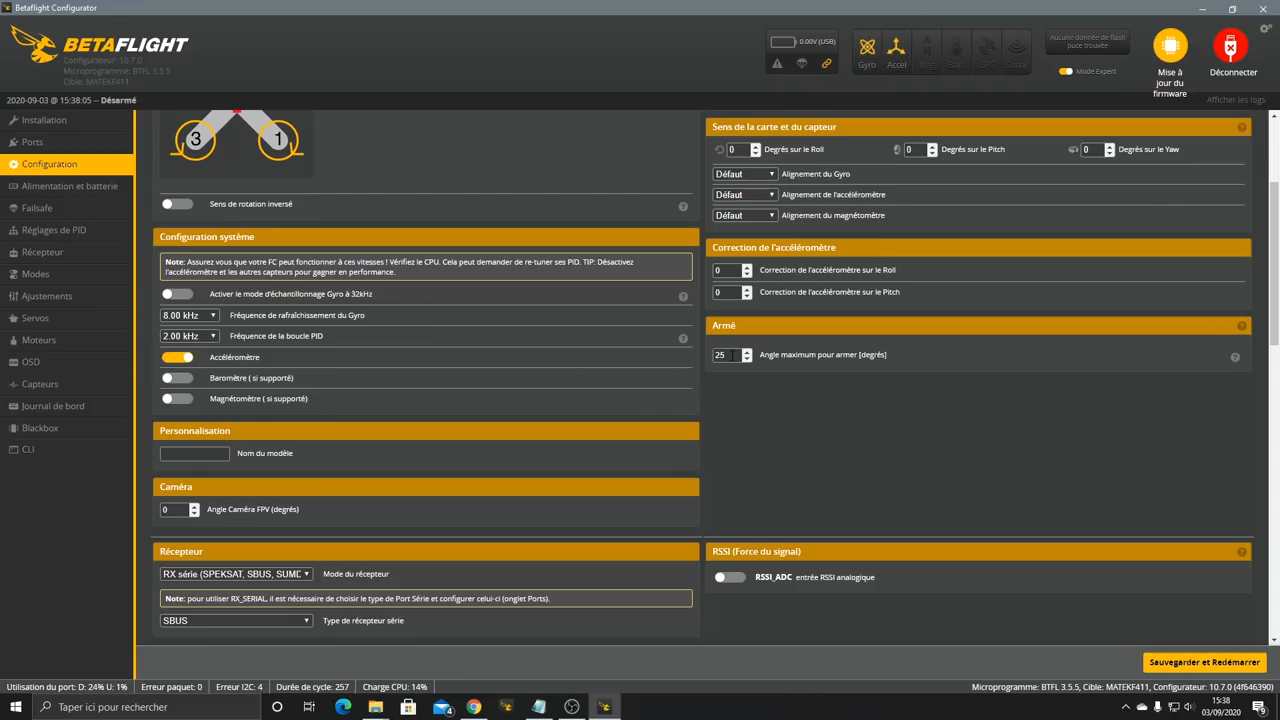 Betaflight Configurator
BETAFLIGHT
Configurateur: 10.7.0
Microprogramme: BTFL 3.5.5
Cible: MATEKF411
0.00V (USB)
Gyro
Accel
Mag
Baro
GPS
Sonar
Aucune donnée de flash
puce trouvée
Mode Expert
Mise à
jour du
firmware
Déconnecter
2020-09-03 @ 15:38:05 -- Désarmé
Afficher les logs
Installation
Ports
Configuration
Alimentation et batterie
Failsafe
Réglages de PID
Récepteur
Modes
Ajustements
Servos
Moteurs
OSD
Capteurs
Journal de bord
Blackbox
CLI
3
1
Sens de rotation inversé
Configuration système
Note: Assurez vous que votre FC peut fonctionner à ces vitesses ! Vérifiez le CPU. Cela peut demander de re-tuner ses PID. TIP: Désactivez
l'accéléromètre et les autres capteurs pour gagner en performance.
Activer le mode d'échantillonnage Gyro à 32kHz
8.00 kHz Fréquence de rafraîchissement du Gyro
2.00 kHz Fréquence de la boucle PID
Accéléromètre
Baromètre ( si supporté)
Magnétomètre ( si supporté)
Personnalisation
Nom du modèle
Caméra
0 Angle Caméra FPV (degrés)
Récepteur
RX série (SPEKSAT, SBUS, SUMD Mode du récepteur
Note: pour utiliser RX_SERIAL, il est nécessaire de choisir le type de Port Série et configurer celui-ci (onglet Ports).
SBUS Type de récepteur série
Sens de la carte et du capteur
0 Degrés sur le Roll 0 Degrés sur le Pitch 0 Degrés sur le Yaw
Défaut Alignement du Gyro
Défaut Alignement de l'accéléromètre
Défaut Alignement du magnétomètre
Correction de l'accéléromètre
0 Correction de l'accéléromètre sur le Roll
0 Correction de l'accéléromètre sur le Pitch
Armé
25 Angle maximum pour armer [degrés]
RSSI (Force du signal)
RSSI_ADC entrée RSSI analogique
Sauvegarder et Redémarrer
Utilisation du port: D: 24% U: 1% Erreur paquet: 0 Erreur I2C: 4 Durée de cycle: 257 Charge CPU: 14% Microprogramme: BTFL 3.5.5, Cible: MATEKF411, Configurateur: 10.7.0 (4f646390)
Taper ici pour rechercher
4
15:38
03/09/2020
9